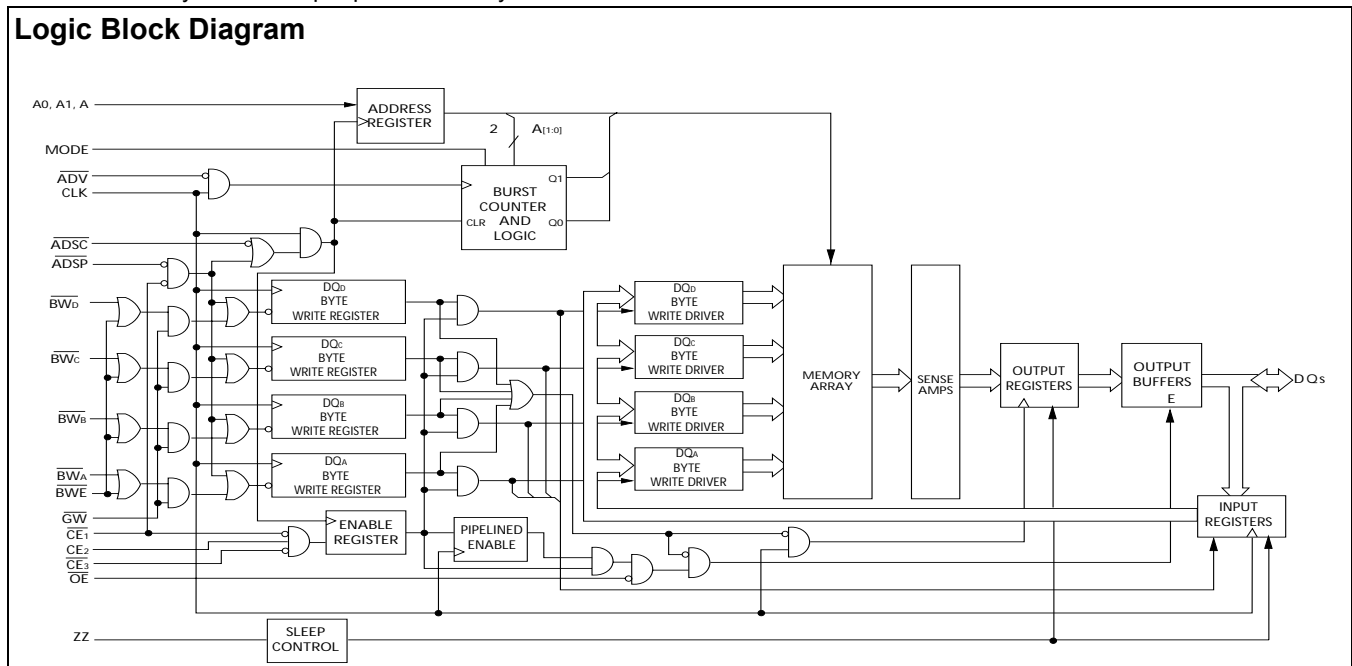 Logic Block Diagram
A0, A1, A
ADDRESS
REGISTER
2
A[1:0]
MODE
ADV
CLK
BURST
COUNTER
AND
LOGIC
CLR
Q1
Q0
ADSC
ADSP
BWD
DQD
BYTE
WRITE REGISTER
DQD
BYTE
WRITE DRIVER
BWC
DQC
BYTE
WRITE REGISTER
DQC
BYTE
WRITE DRIVER
MEMORY
ARRAY
SENSE
AMPS
OUTPUT
REGISTERS
OUTPUT
BUFFERS
E
DQs
BWB
DQB
BYTE
WRITE REGISTER
DQB
BYTE
WRITE DRIVER
BWA
BWE
DQA
BYTE
WRITE REGISTER
DQA
BYTE
WRITE DRIVER
GW
CE1
CE2
CE3
OE
ENABLE
REGISTER
PIPELINED
ENABLE
INPUT
REGISTERS
ZZ
SLEEP
CONTROL